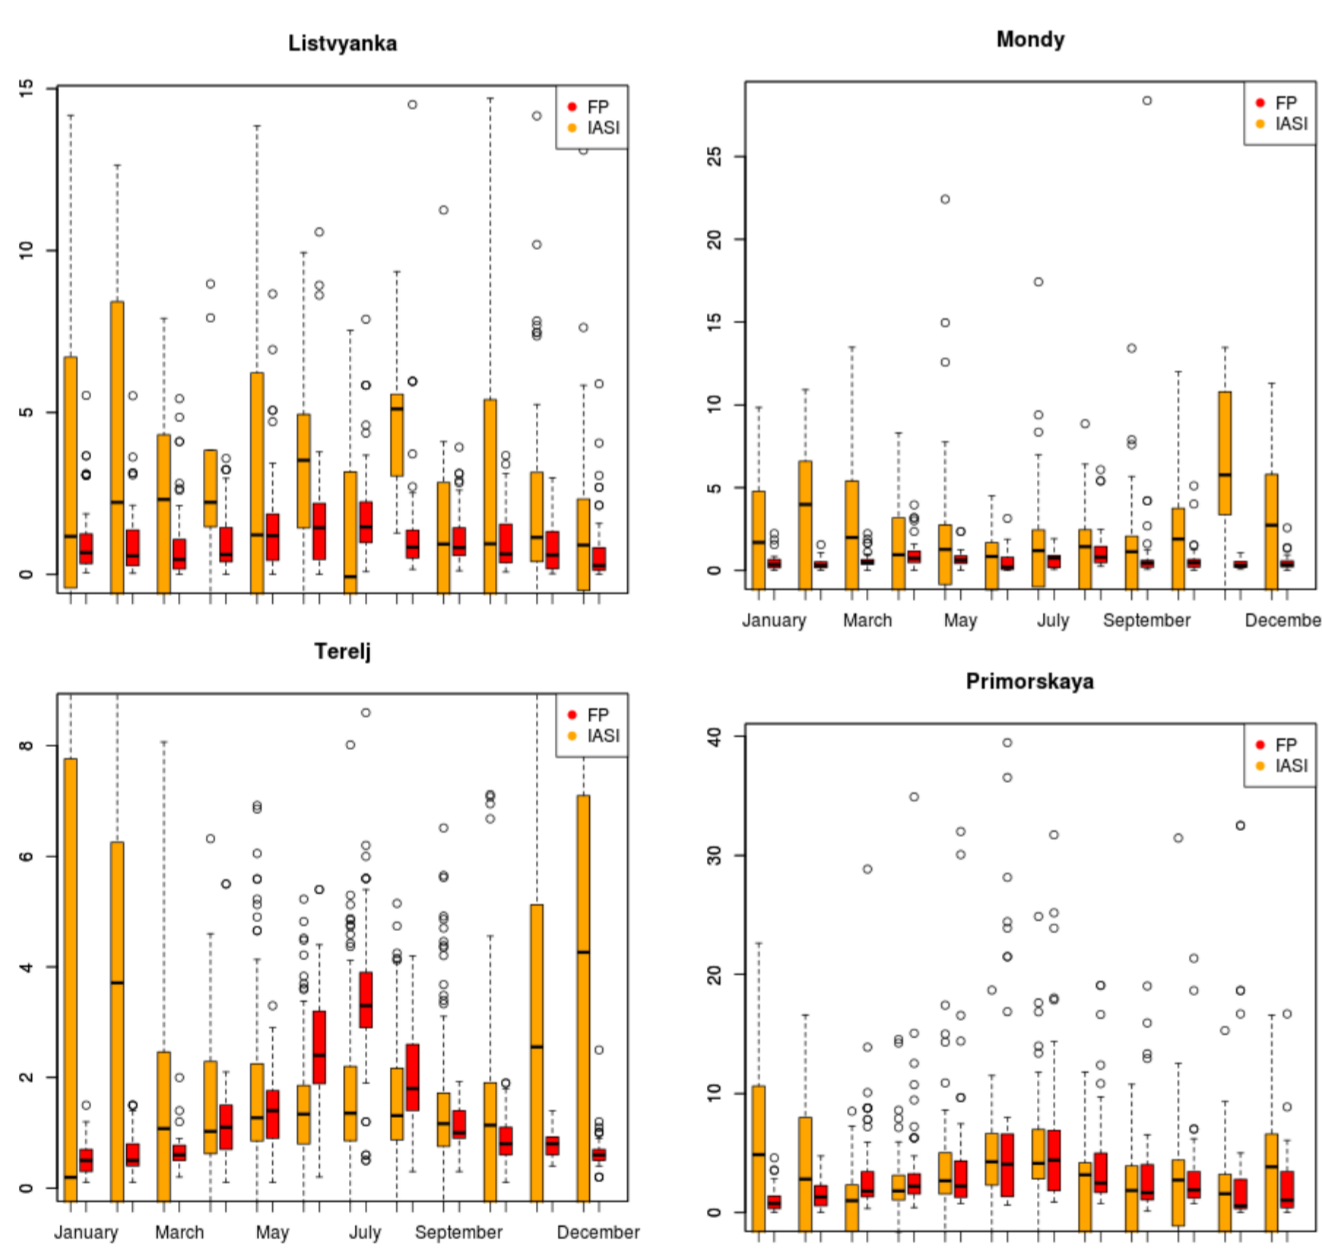 Listvyanka
15
10
5
0
FP
IASI
Mondy
25
20
15
10
5
0
FP
IASI
January March May July September Decembe
Terelj
8
6
4
2
0
FP
IASI
January March May July September December
Primorskaya
40
30
20
10
0
FP
IASI